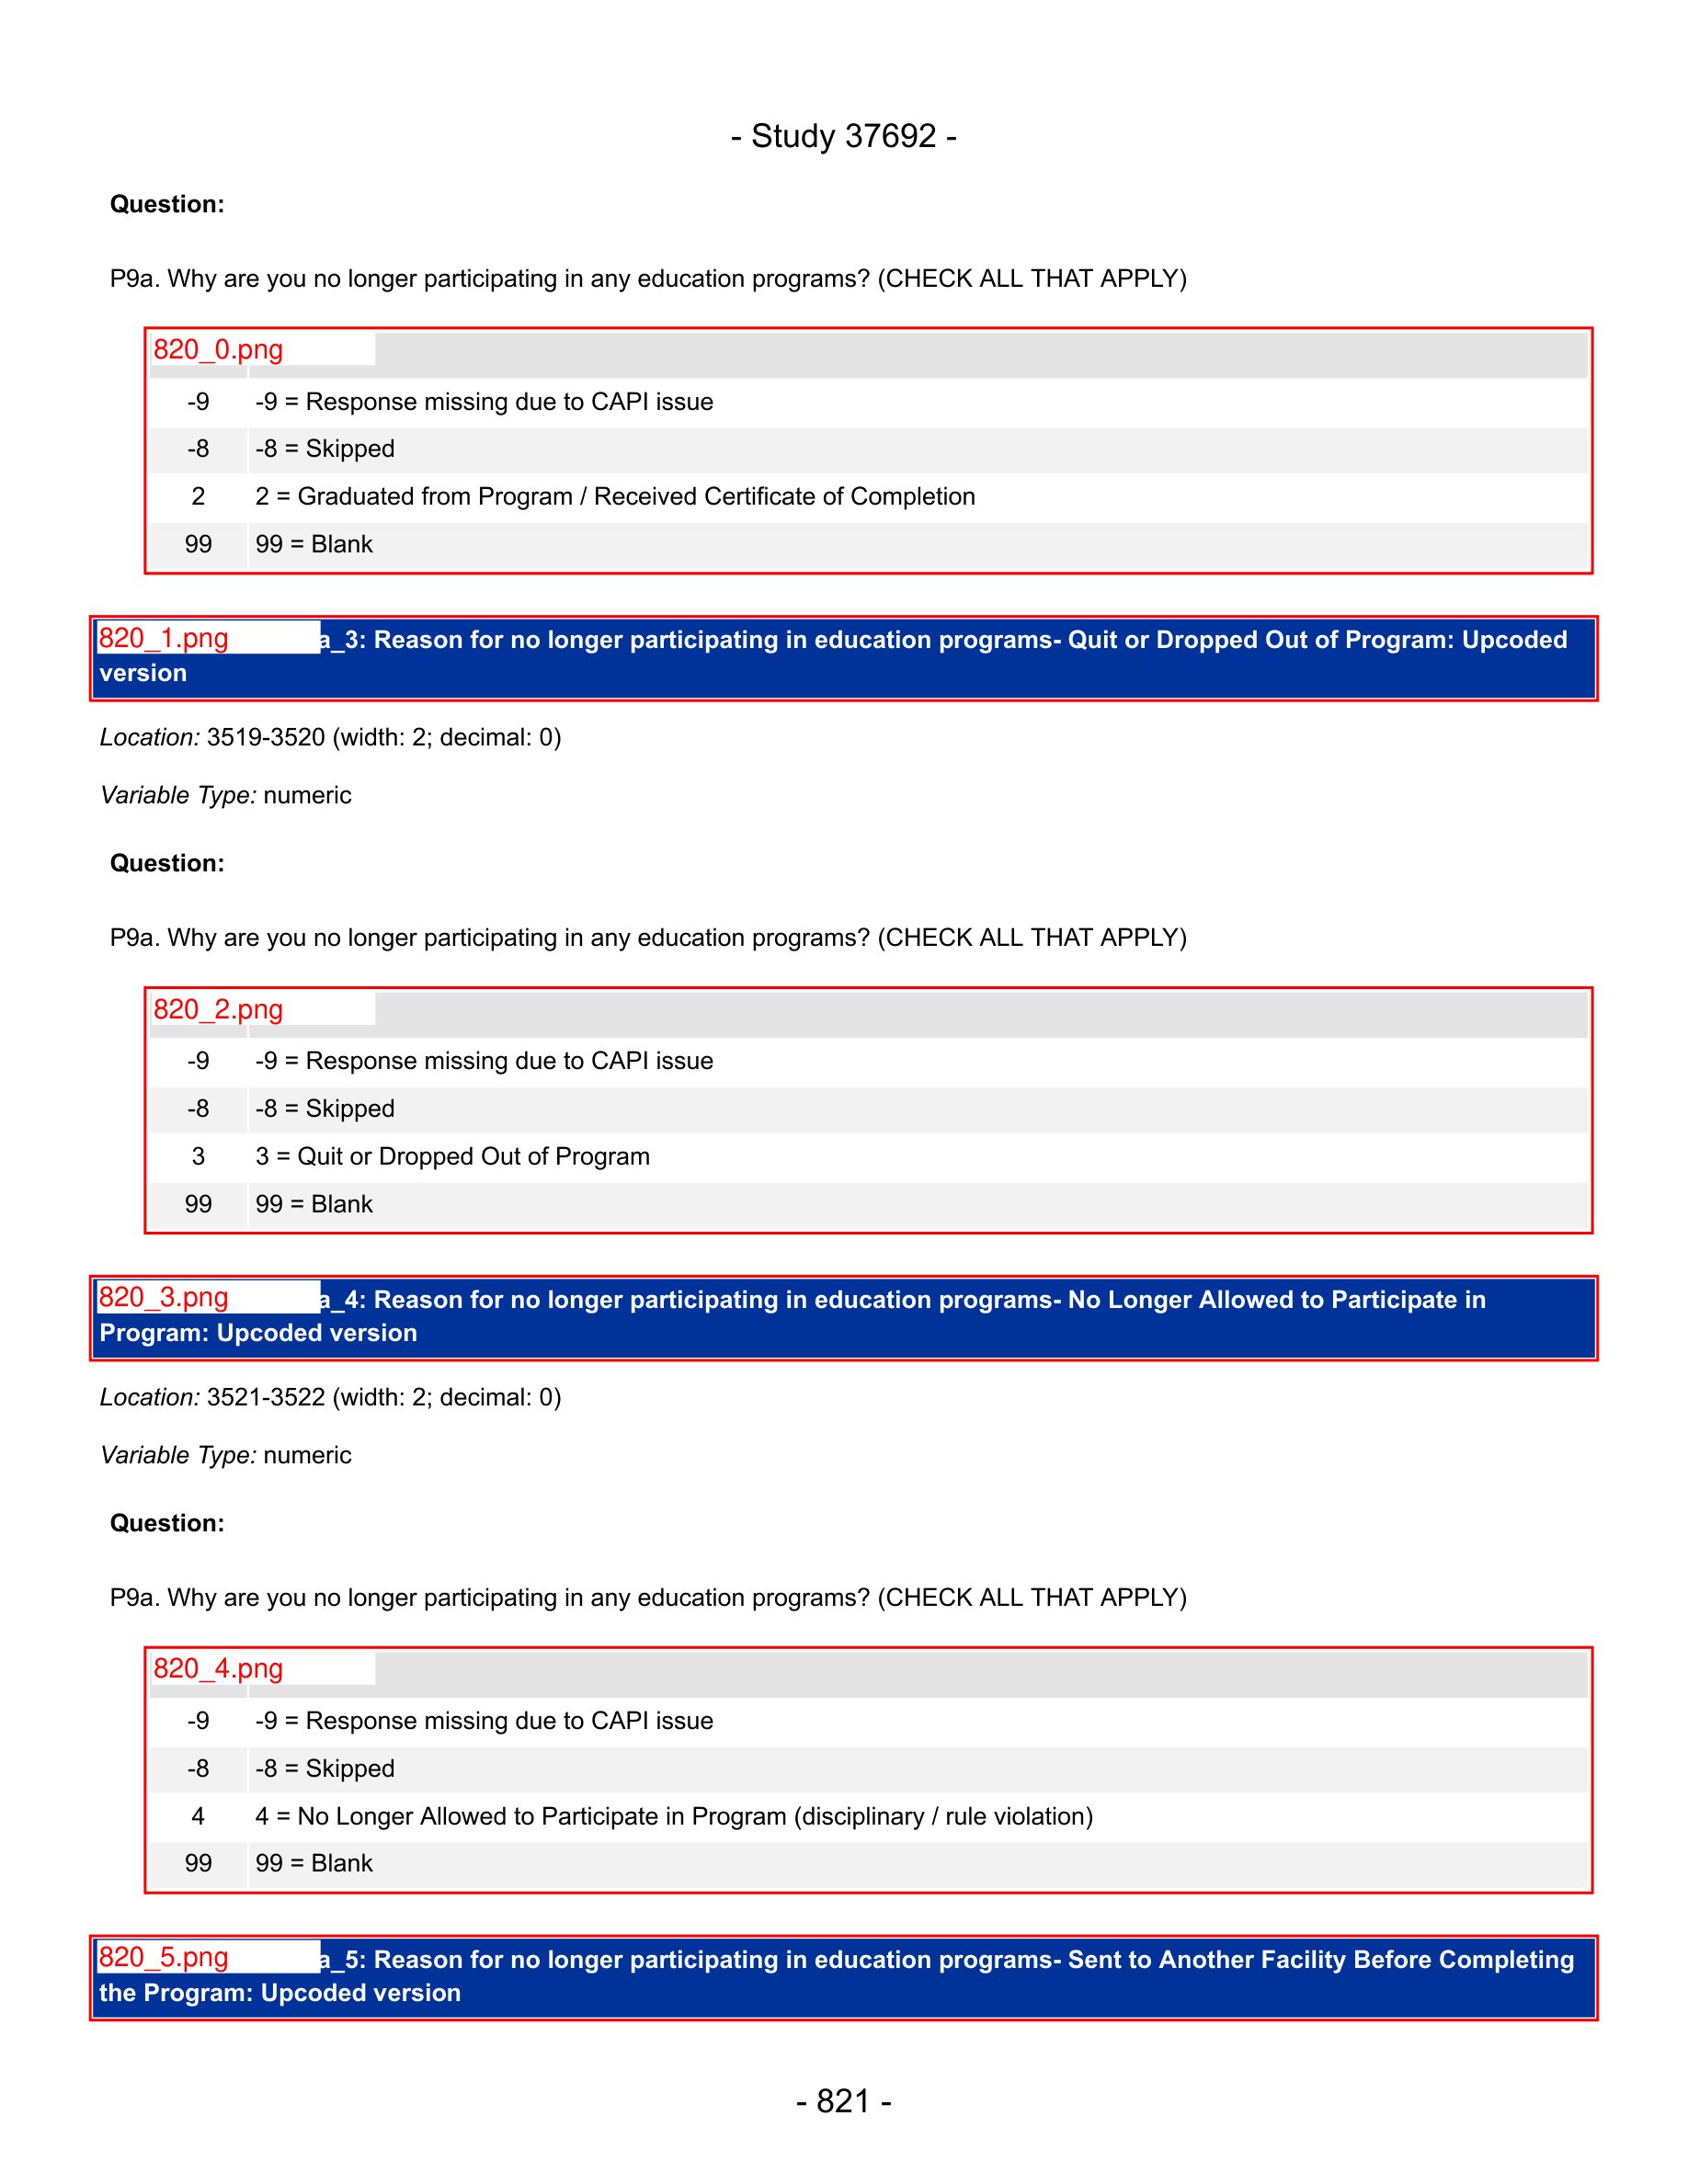 - Study 37692 -
Question:
P9a. Why are you no longer participating in any education programs? (CHECK ALL THAT APPLY)
820_0.png
-9 -9 = Response missing due to CAPI issue
-8 -8 = Skipped
2 2 = Graduated from Program / Received Certificate of Completion
99 99 = Blank
820_1.png a_3: Reason for no longer participating in education programs- Quit or Dropped Out of Program: Upcoded
version
Location: 3519-3520 (width: 2; decimal: 0)
Variable Type: numeric
Question:
P9a. Why are you no longer participating in any education programs? (CHECK ALL THAT APPLY)
820_2.png
-9 -9 = Response missing due to CAPI issue
-8 -8 = Skipped
3 3 = Quit or Dropped Out of Program
99 99 = Blank
820_3.png a_4: Reason for no longer participating in education programs- No Longer Allowed to Participate in
Program: Upcoded version
Location: 3521-3522 (width: 2; decimal: 0)
Variable Type: numeric
Question:
P9a. Why are you no longer participating in any education programs? (CHECK ALL THAT APPLY)
820_4.png
-9 -9 = Response missing due to CAPI issue
-8 -8 = Skipped
4 4 = No Longer Allowed to Participate in Program (disciplinary / rule violation)
99 99 = Blank
820_5.png a_5: Reason for no longer participating in education programs- Sent to Another Facility Before Completing
the Program: Upcoded version
- 821 -